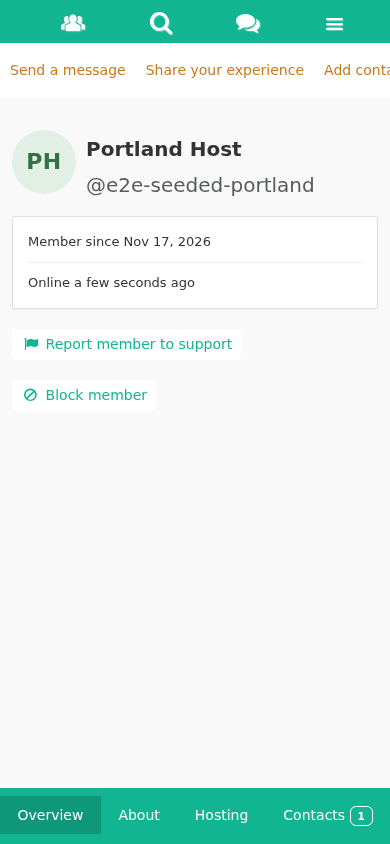 Send a message Share your experience Add conta
PH
Portland Host
@e2e-seeded-portland
Member since Nov 17, 2026
Online a few seconds ago
Report member to support
Block member
Overview About Hosting Contacts 1